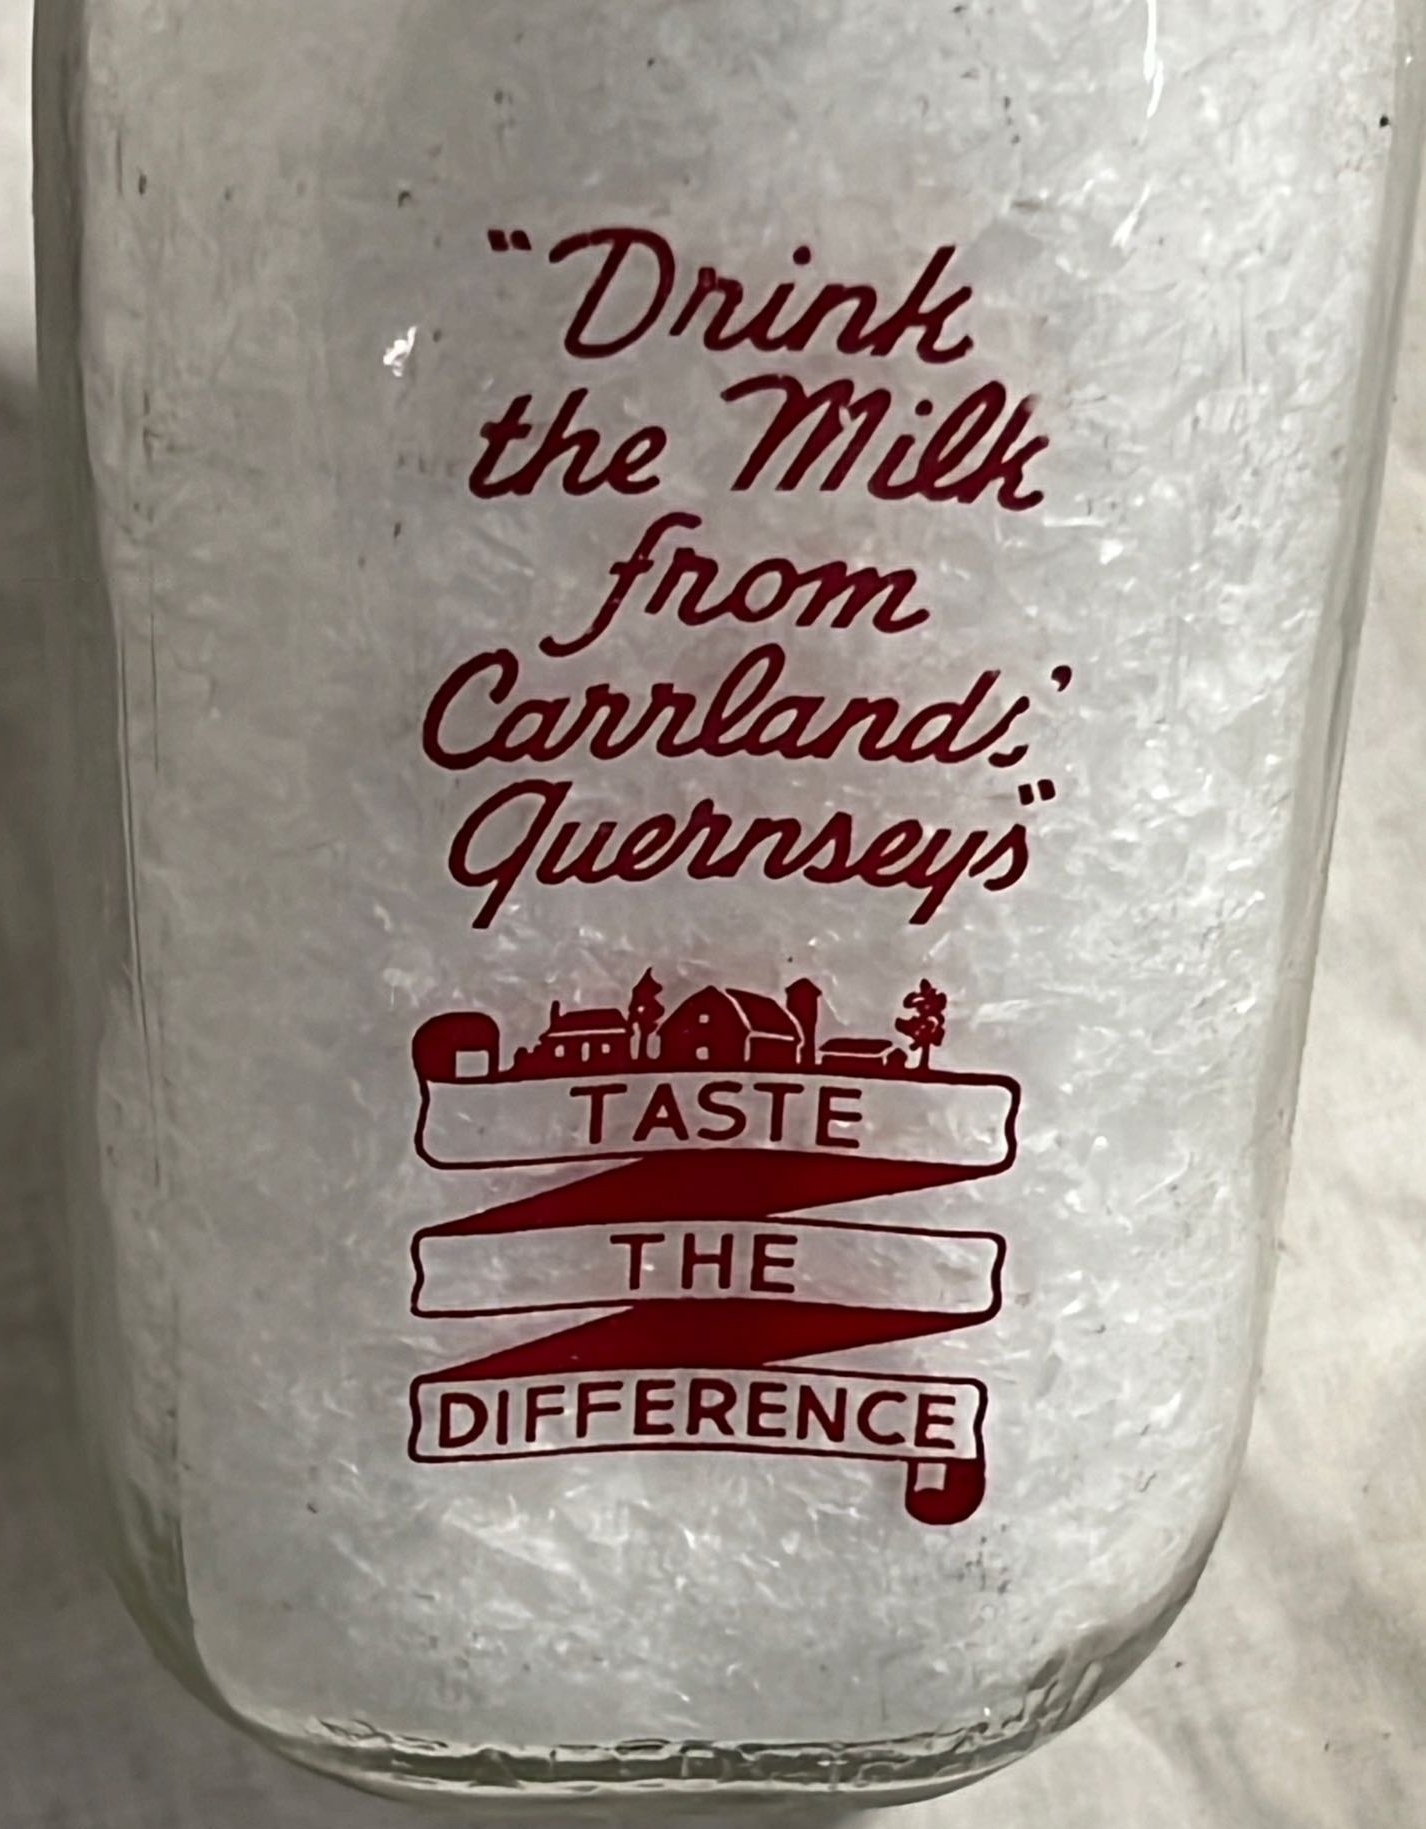 "Drink
the Milk
from
Carrlands'
Guernseys"
TASTE
THE
DIFFERENCE